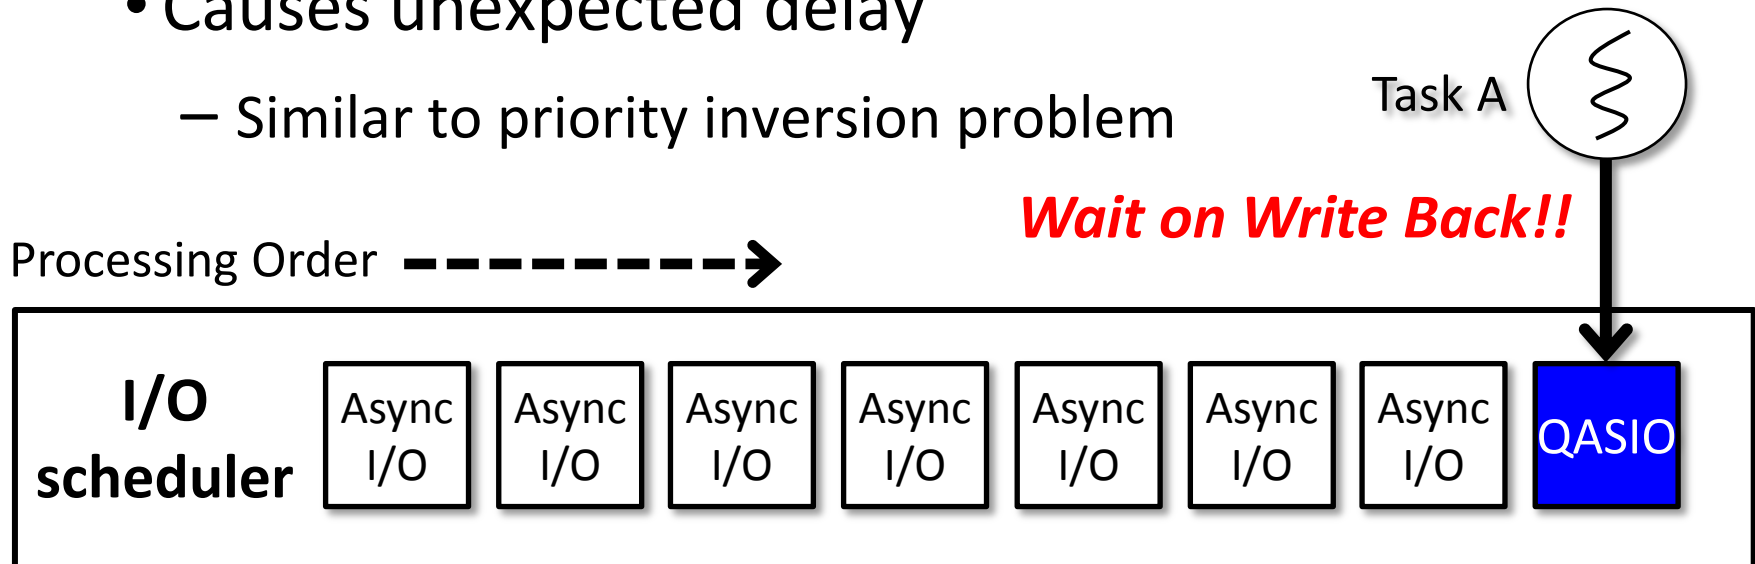 • Causes unexpected delay
– Similar to priority inversion problem
Task A
Wait on Write Back!!
Processing Order
I/O
scheduler
Async
I/O
Async
I/O
Async
I/O
Async
I/O
Async
I/O
Async
I/O
Async
I/O
QASIO